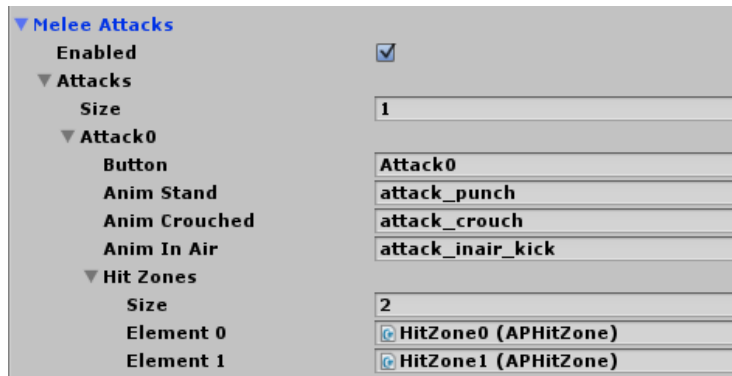 Melee Attacks
Enabled
Attacks
Size 1
Attack0
Button Attack0
Anim Stand attack_punch
Anim Crouched attack_crouch
Anim In Air attack_inair_kick
Hit Zones
Size 2
Element 0 HitZone0 (APHitZone)
Element 1 HitZone1 (APHitZone)